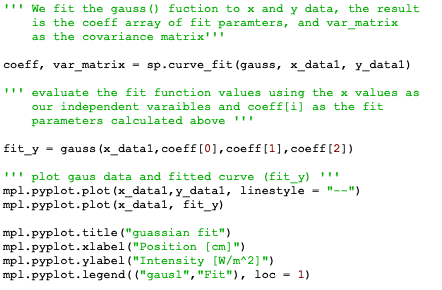 ''' We fit the gauss() fuction to x and y data, the result
is the coeff array of fit paramters, and var_matrix
as the covariance matrix'''
coeff, var_matrix = sp.curve_fit(gauss, x_data1, y_data1)
''' evaluate the fit function values using the x values as
our independent varaibles and coeff[i] as the fit
parameters calculated above '''
fit_y = gauss(x_data1,coeff[0],coeff[1],coeff[2])
''' plot gaus data and fitted curve (fit_y) '''
mpl.pyplot.plot(x_data1,y_data1, linestyle = "--")
mpl.pyplot.plot(x_data1, fit_y)
mpl.pyplot.title("guassian fit")
mpl.pyplot.xlabel("Position [cm]")
mpl.pyplot.ylabel("Intensity [W/m^2]")
mpl.pyplot.legend(("gaus1","Fit"), loc = 1)